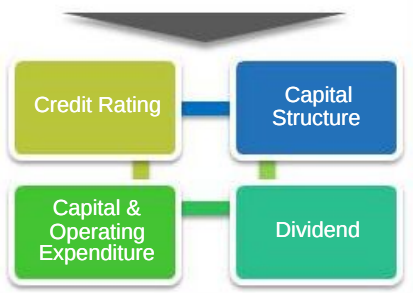 Credit Rating
Capital
Structure
Capital &
Operating
Expenditure
Dividend